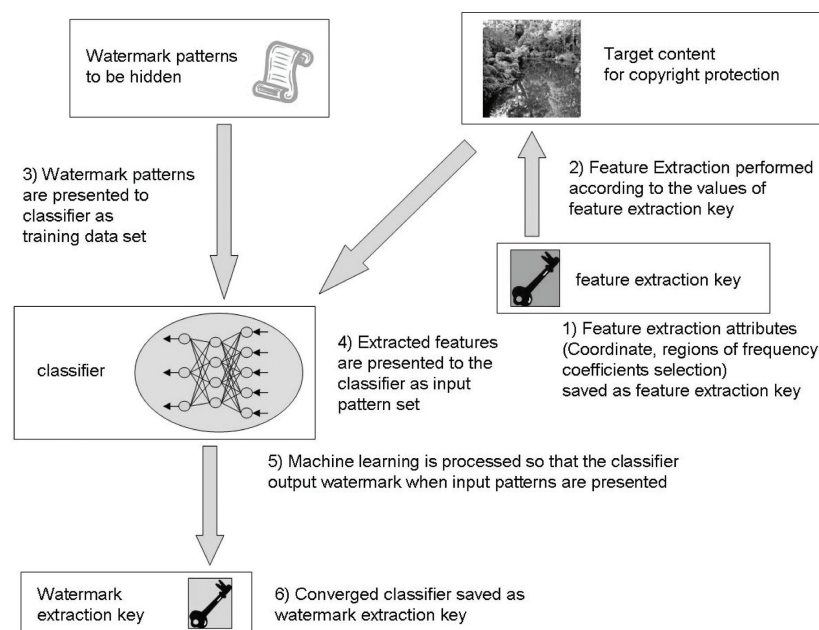 Watermark patterns
to be hidden
Target content
for copyright protection
3) Watermark patterns
are presented to
classifier as
training data set
2) Feature Extraction performed
according to the values of
feature extraction key
feature extraction key
1) Feature extraction attributes
(Coordinate, regions of frequency
coefficients selection)
saved as feature extraction key
classifier
4) Extracted features
are presented to the
classifier as input
pattern set
5) Machine learning is processed so that the classifier
output watermark when input patterns are presented
Watermark
extraction key
6) Converged classifier saved as
watermark extraction key